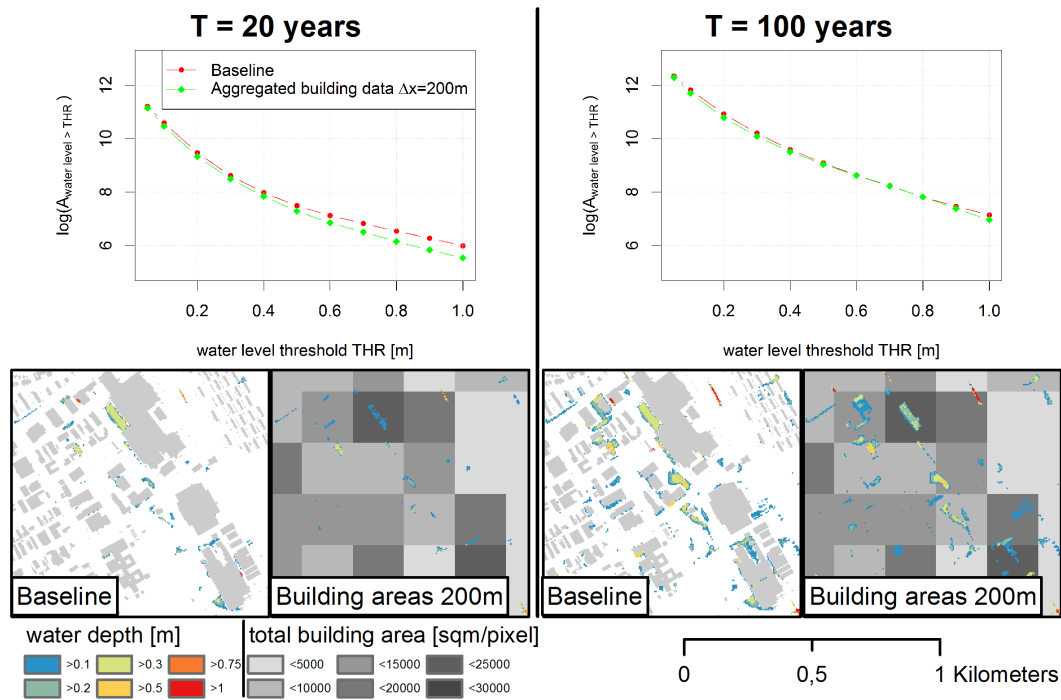 T = 20 years
T = 100 years
Baseline
Aggregated building data Δx=200m
log(A water level > THR )
12
10
8
6
0.2 0.4 0.6 0.8 1.0
water level threshold THR [m]
log(A water level > THR )
12
10
8
6
0.2 0.4 0.6 0.8 1.0
water level threshold THR [m]
Baseline
Building areas 200m
Baseline
Building areas 200m
water depth [m]
>0.1 >0.3 >0.75
>0.2 >0.5 >1
total building area [sqm/pixel]
<5000 <15000 <25000
<10000 <20000 <30000
0 0,5 1 Kilometers